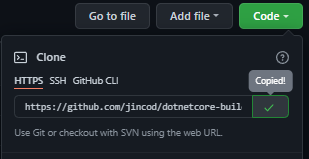 Go to file Add file Code
Clone
Copied!
HTTPS SSH GitHub CLI
https://github.com/jincod/dotnetcore-buil
Use Git or checkout with SVN using the web URL.